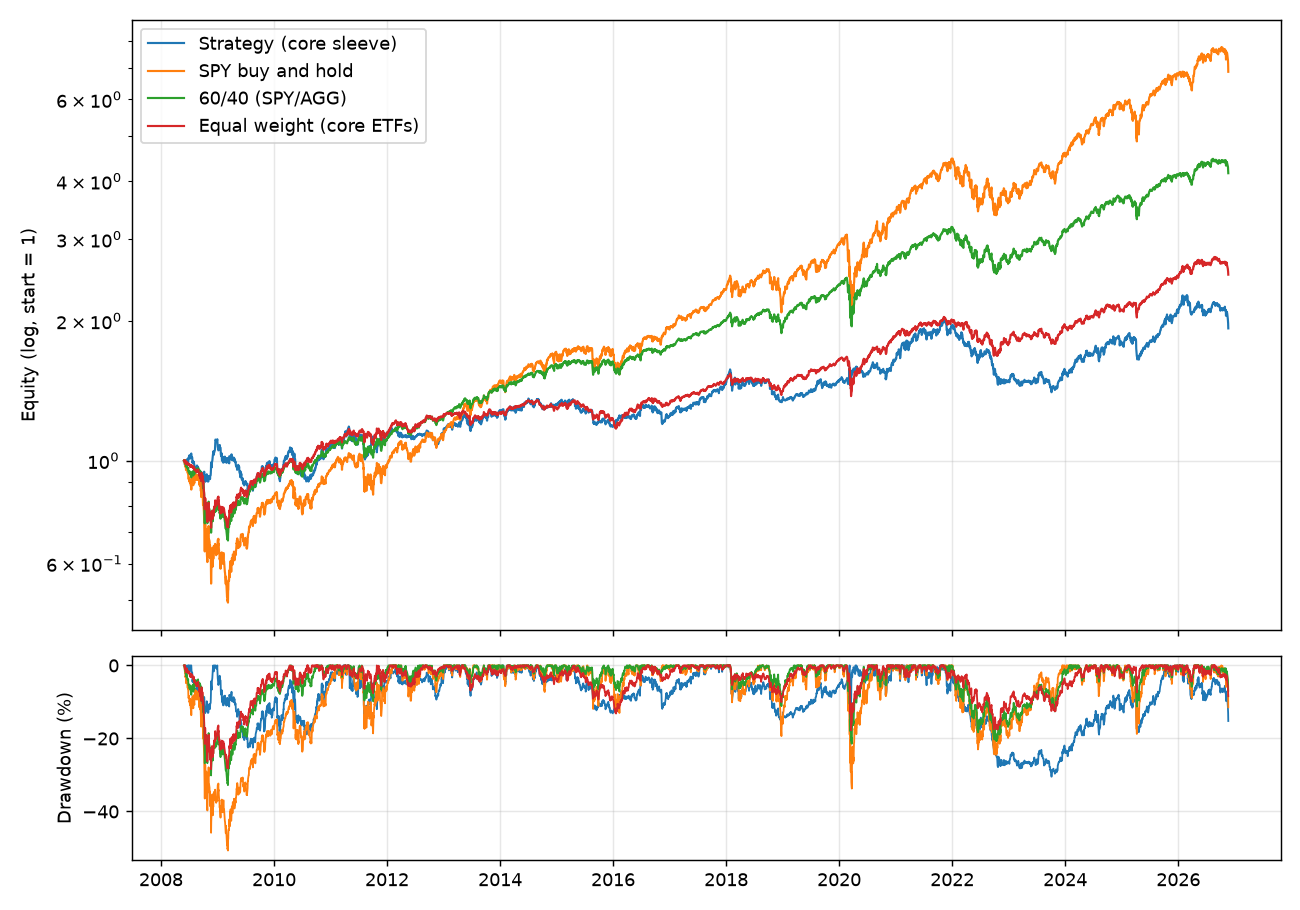 Strategy (core sleeve)
SPY buy and hold
60/40 (SPY/AGG)
Equal weight (core ETFs)
Equity (log, start = 1)
6 × 10⁰
4 × 10⁰
3 × 10⁰
2 × 10⁰
10⁰
6 × 10⁻¹
Drawdown (%)
0
−20
−40
2008 2010 2012 2014 2016 2018 2020 2022 2024 2026